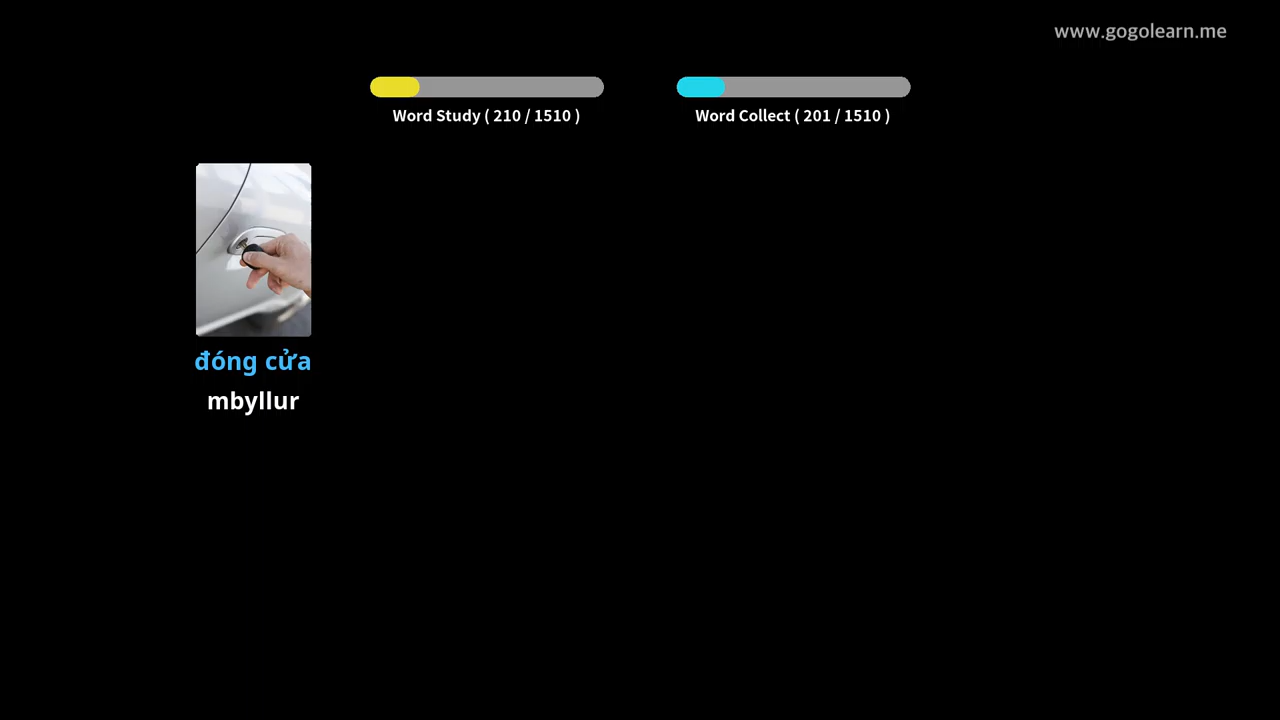 www.gogolearn.me
Word Study ( 210 / 1510 )
Word Collect ( 201 / 1510 )
đóng cửa
mbyllur